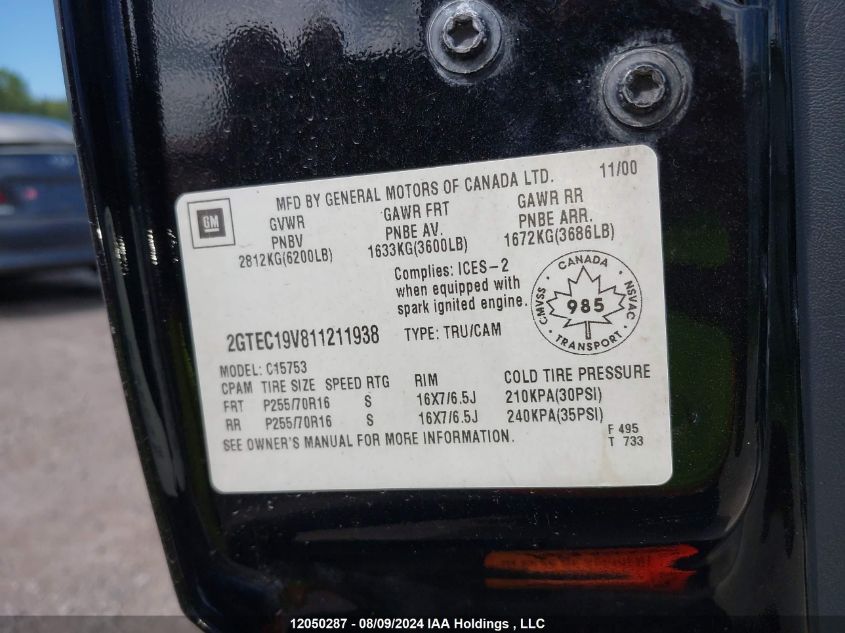 MFD BY GENERAL MOTORS OF CANADA LTD. 11/00
GM
GVWR GAWR FRT GAWR RR
PNBV PNBE AV. PNBE ARR.
2812KG(6200LB) 1633KG(3600LB) 1672KG(3686LB)
Complies: ICES-2
when equipped with
spark ignited engine.
CANADA
CMVSS 985 NSVAC
TRANSPORT
2GTEC19V811211938 TYPE: TRU/CAM
MODEL: C15753
CPAM TIRE SIZE SPEED RTG RIM COLD TIRE PRESSURE
FRT P255/70R16 S 16X7/6.5J 210KPA(30PSI)
RR P255/70R16 S 16X7/6.5J 240KPA(35PSI)
SEE OWNER'S MANUAL FOR MORE INFORMATION.
F 495
T 733
12050287 - 08/09/2024 IAA Holdings , LLC